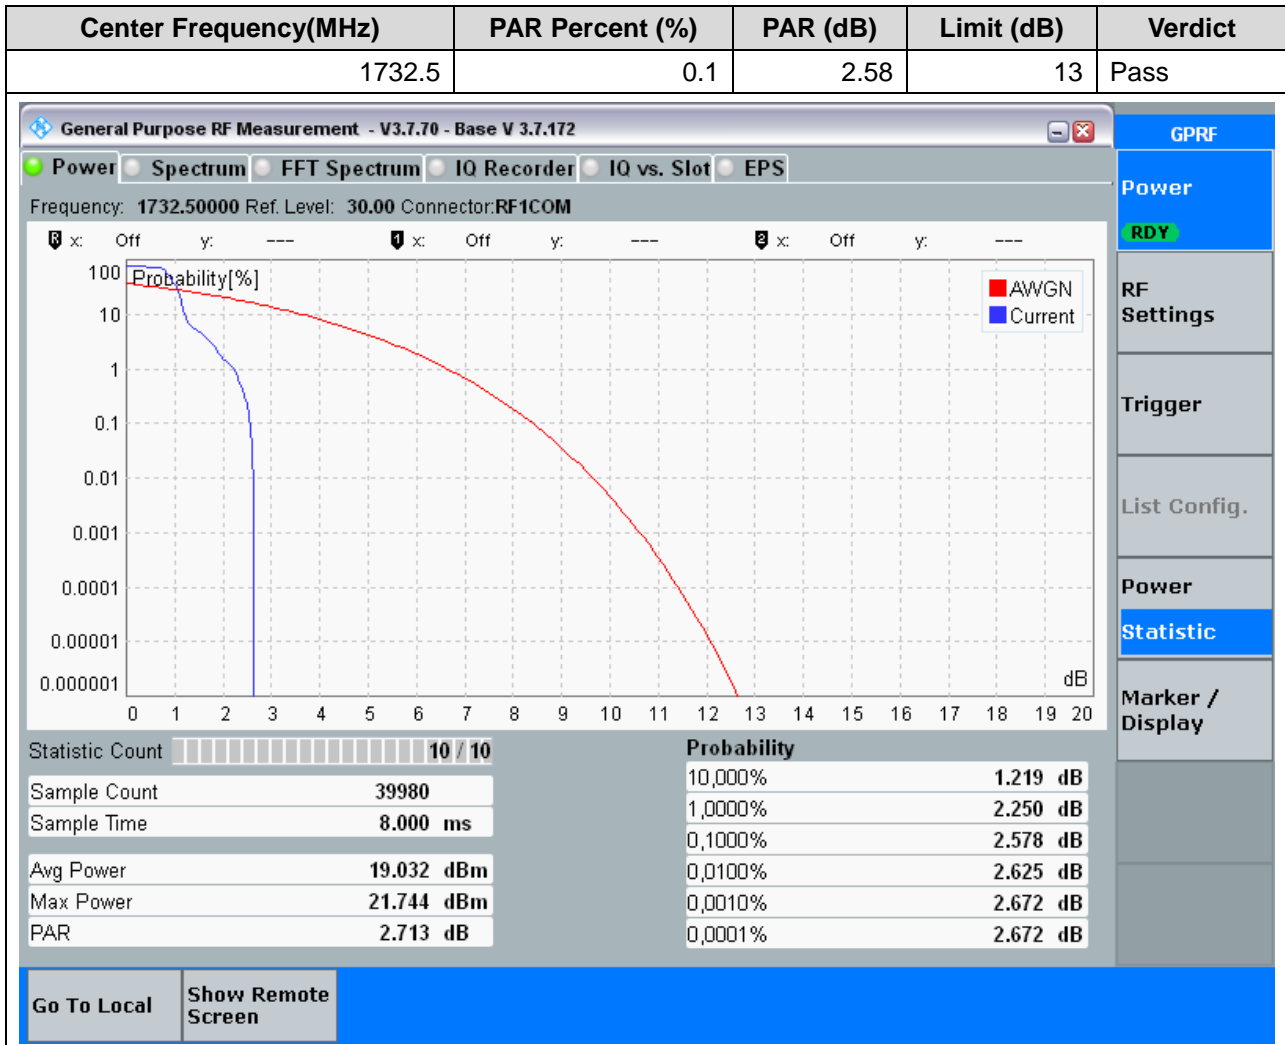 Center Frequency(MHz) PAR Percent (%) PAR (dB) Limit (dB) Verdict
1732.5 0.1 2.58 13 Pass
General Purpose RF Measurement - V3.7.70 - Base V 3.7.172
GPRF
Power Spectrum FFT Spectrum IQ Recorder IQ vs. Slot EPS
Frequency: 1732.50000 Ref. Level: 30.00 Connector:RF1COM
R x: Off y: --- 1 x: Off y: --- 2 x: Off y: ---
Probability[%]
100
10
1
0.1
0.01
0.001
0.0001
0.00001
0.000001
AWGN
Current
dB
0 1 2 3 4 5 6 7 8 9 10 11 12 13 14 15 16 17 18 19 20
Statistic Count 10 / 10
Sample Count 39980
Sample Time 8.000 ms
Avg Power 19.032 dBm
Max Power 21.744 dBm
PAR 2.713 dB
Probability
10,000% 1.219 dB
1,0000% 2.250 dB
0,1000% 2.578 dB
0,0100% 2.625 dB
0,0010% 2.672 dB
0,0001% 2.672 dB
Power
RDY
RF
Settings
Trigger
List Config.
Power
Statistic
Marker /
Display
Go To Local
Show Remote
Screen